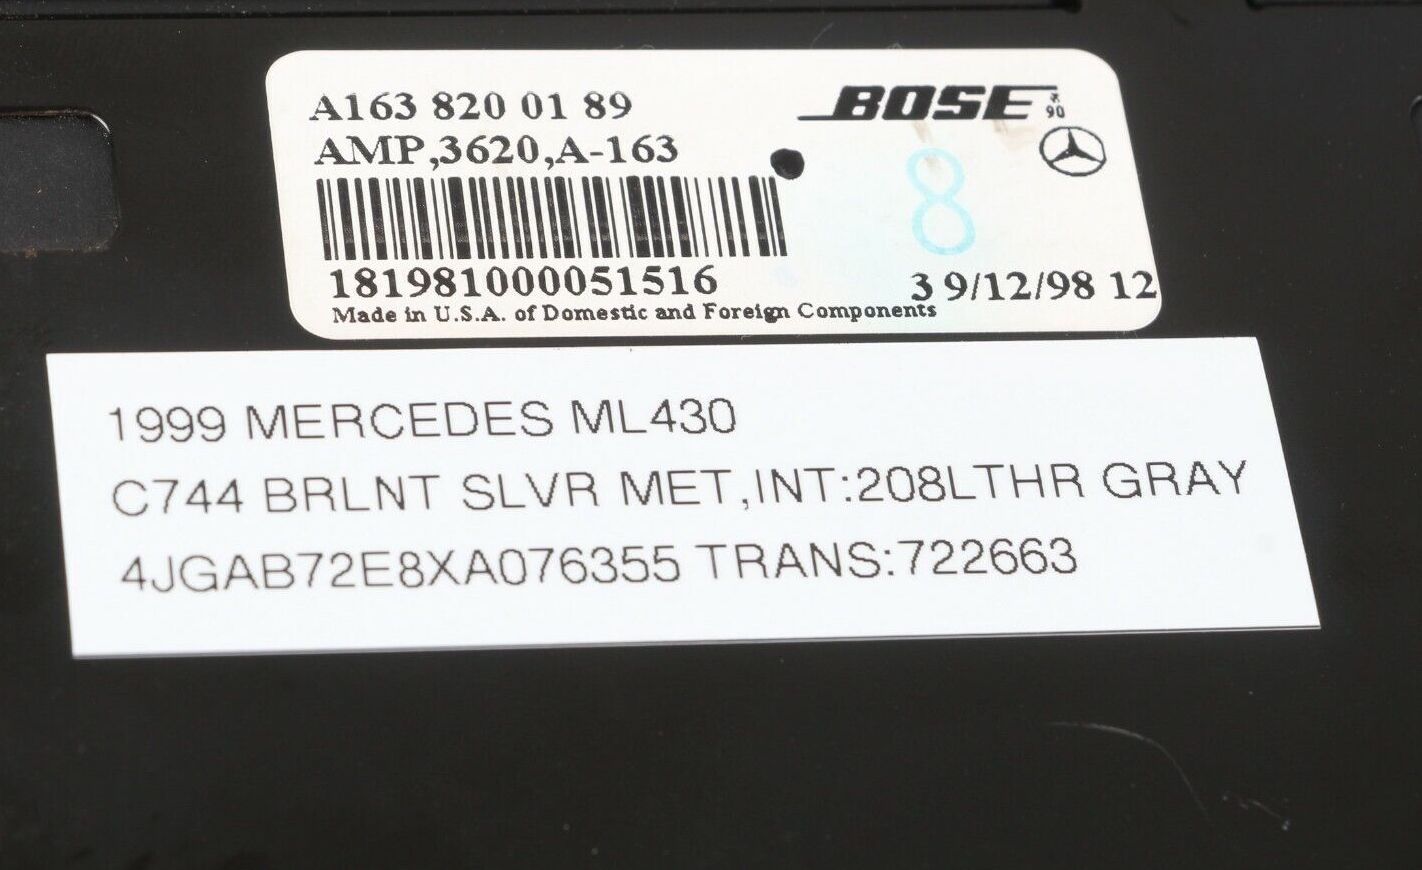 A163 820 01 89
BOSE
90
AMP,3620,A-163
8
181981000051516
3 9/12/98 12
Made in U.S.A. of Domestic and Foreign Components
1999 MERCEDES ML430
C744 BRLNT SLVR MET,INT:208LTHR GRAY
4JGAB72E8XA076355 TRANS:722663